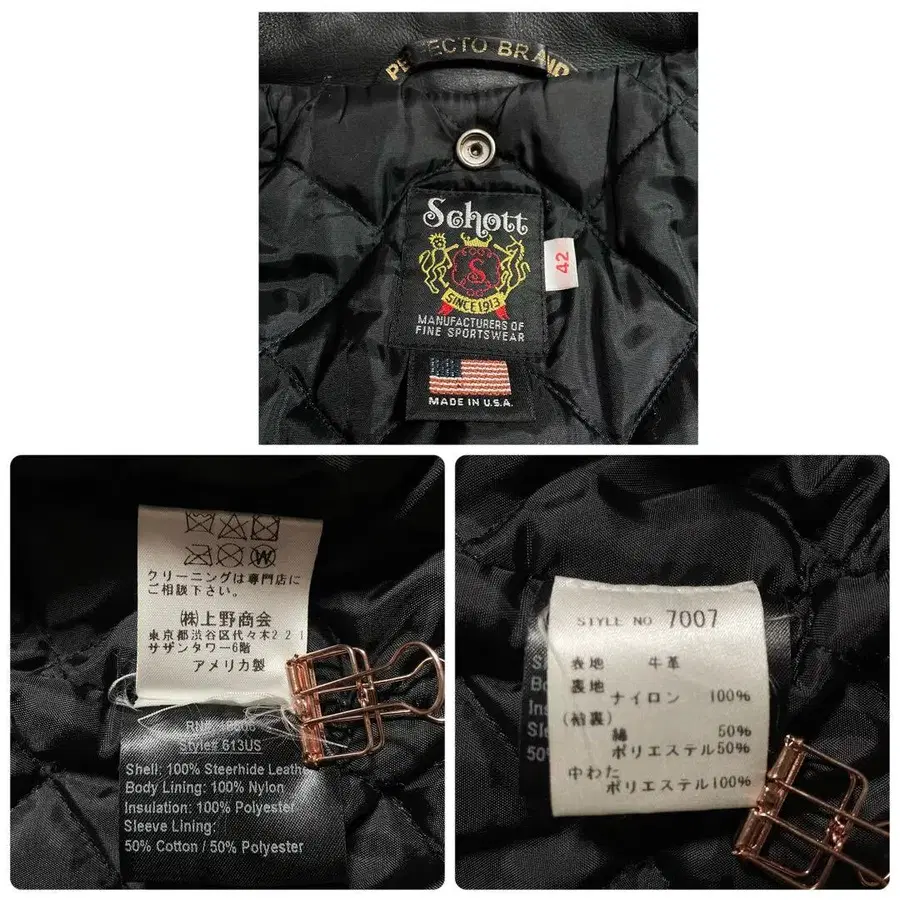 PERFECTO BRAND
Schott
S
SINCE 1913
MANUFACTURERS OF
FINE SPORTSWEAR
42
MADE IN U.S.A.
クリーニングは専門店に
ご相談下さい。
㈱上野商会
東京都渋谷区代々木2 2 1
サザンタワー6階
アメリカ製
Style# 613US
Shell: 100% Steerhide Leathe
Body Lining: 100% Nylon
Insulation: 100% Polyester
Sleeve Lining:
50% Cotton / 50% Polyester
STYLE NO 7007
表地 牛革
裏地
ナイロン 100%
(袖裏)
綿 50%
ポリエステル50%
中わた
ポリエステル100%